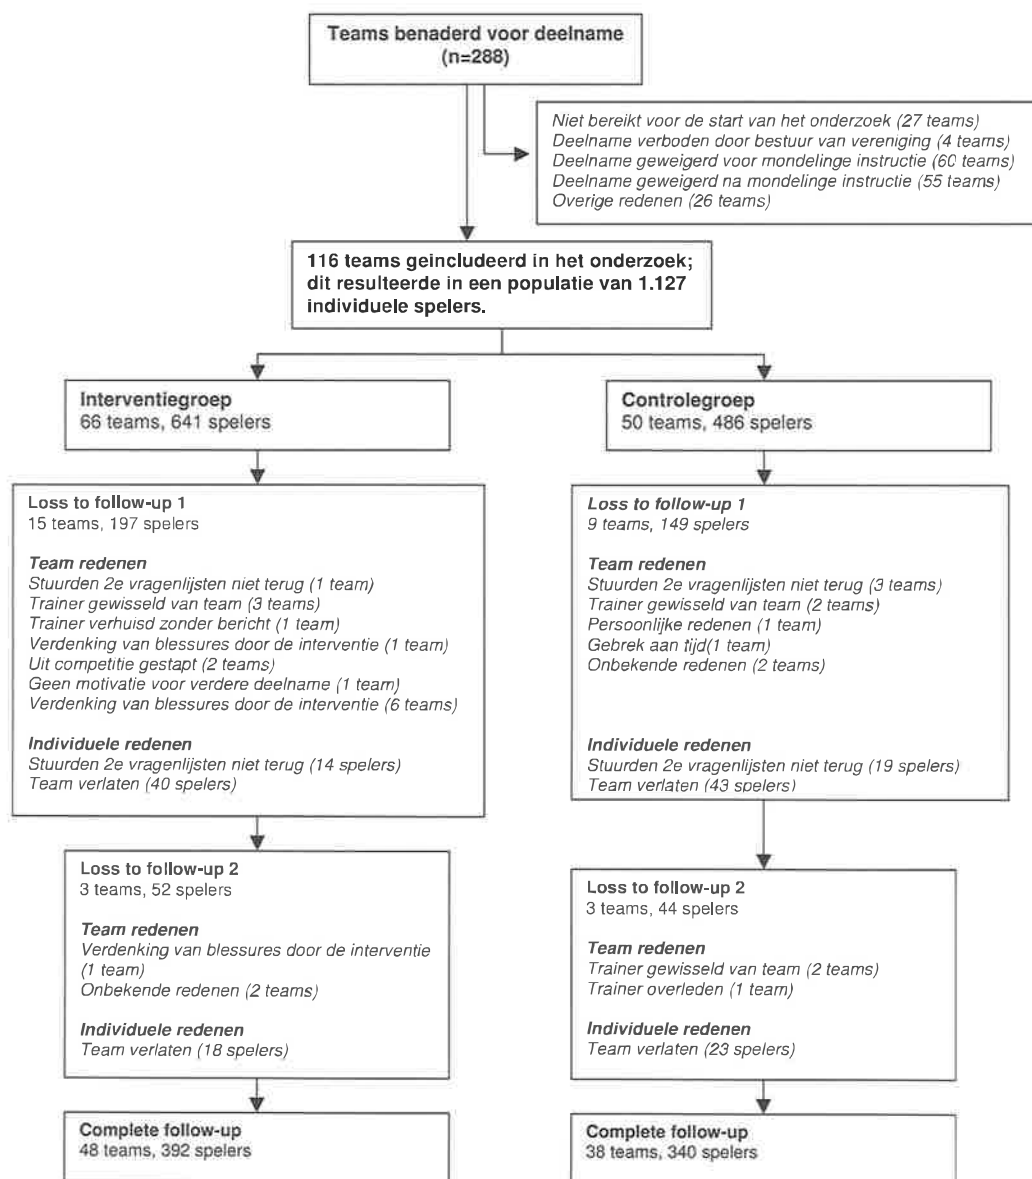 Teams benaderd voor deelname
(n=288)
Niet bereikt voor de start van het onderzoek (27 teams)
Deelname verboden door bestuur van vereniging (4 teams)
Deelname geweigerd voor mondelinge instructie (60 teams)
Deelname geweigerd na mondelinge instructie (55 teams)
Overige redenen (26 teams)
116 teams geincludeerd in het onderzoek;
dit resulteerde in een populatie van 1.127
individuele spelers.
Interventiegroep
66 teams, 641 spelers
Controlegroep
50 teams, 486 spelers
Loss to follow-up 1
15 teams, 197 spelers
Team redenen
Stuurden 2e vragenlijsten niet terug (1 team)
Trainer gewisseld van team (3 teams)
Trainer verhuisd zonder bericht (1 team)
Verdenking van blessures door de interventie (1 team)
Uit competitie gestapt (2 teams)
Geen motivatie voor verdere deelname (1 team)
Verdenking van blessures door de interventie (6 teams)
Individuele redenen
Stuurden 2e vragenlijsten niet terug (14 spelers)
Team verlaten (40 spelers)
Loss to follow-up 1
9 teams, 149 spelers
Team redenen
Stuurden 2e vragenlijsten niet terug (3 teams)
Trainer gewisseld van team (2 teams)
Persoonlijke redenen (1 team)
Gebrek aan tijd(1 team)
Onbekende redenen (2 teams)
Individuele redenen
Stuurden 2e vragenlijsten niet terug (19 spelers)
Team verlaten (43 spelers)
Loss to follow-up 2
3 teams, 52 spelers
Team redenen
Verdenking van blessures door de interventie
(1 team)
Onbekende redenen (2 teams)
Individuele redenen
Team verlaten (18 spelers)
Loss to follow-up 2
3 teams, 44 spelers
Team redenen
Trainer gewisseld van team (2 teams)
Trainer overleden (1 team)
Individuele redenen
Team verlaten (23 spelers)
Complete follow-up
48 teams, 392 spelers
Complete follow-up
38 teams, 340 spelers